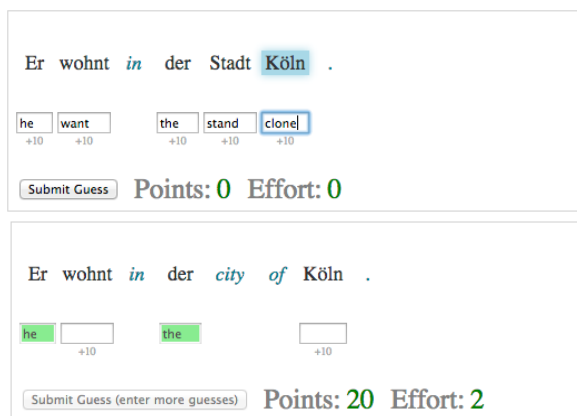 Er wohnt in der Stadt Köln .
he want the stand clone
+10 +10 +10 +10 +10
Submit Guess Points: 0 Effort: 0
Er wohnt in der city of Köln .
he the
+10 +10
Submit Guess (enter more guesses) Points: 20 Effort: 2